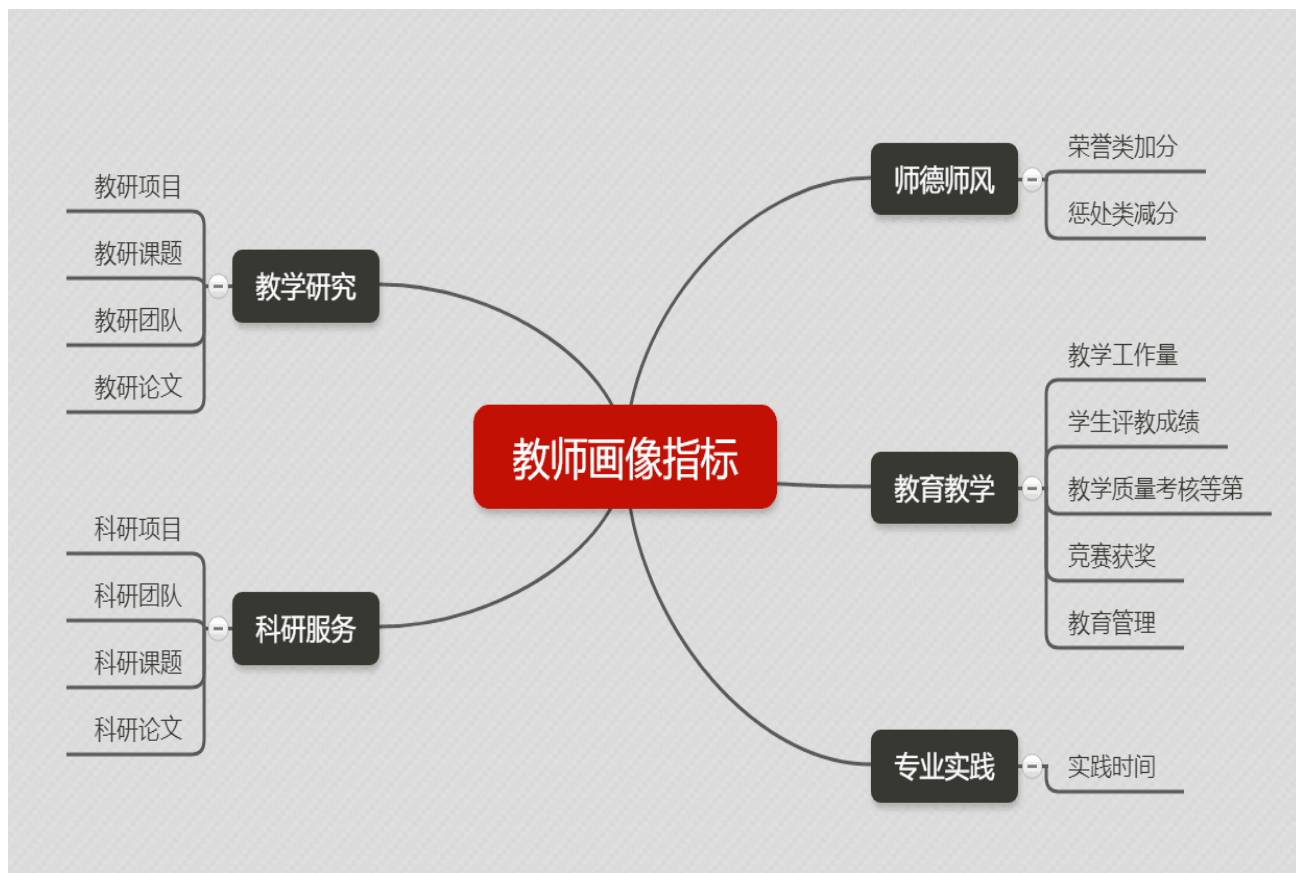 教师画像指标
师德师风
荣誉类加分
惩处类减分
教育教学
教学工作量
学生评教成绩
教学质量考核等第
竞赛获奖
教育管理
专业实践
实践时间
教学研究
教研项目
教研课题
教研团队
教研论文
科研服务
科研项目
科研团队
科研课题
科研论文